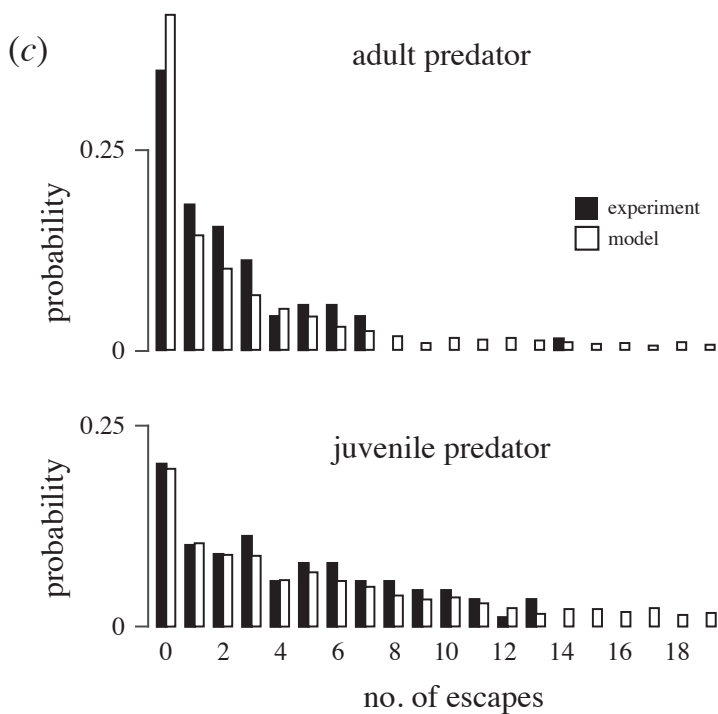 (c)
adult predator
0.25
probability
0
experiment
model
juvenile predator
0.25
probability
0
0 2 4 6 8 10 12 14 16 18
no. of escapes